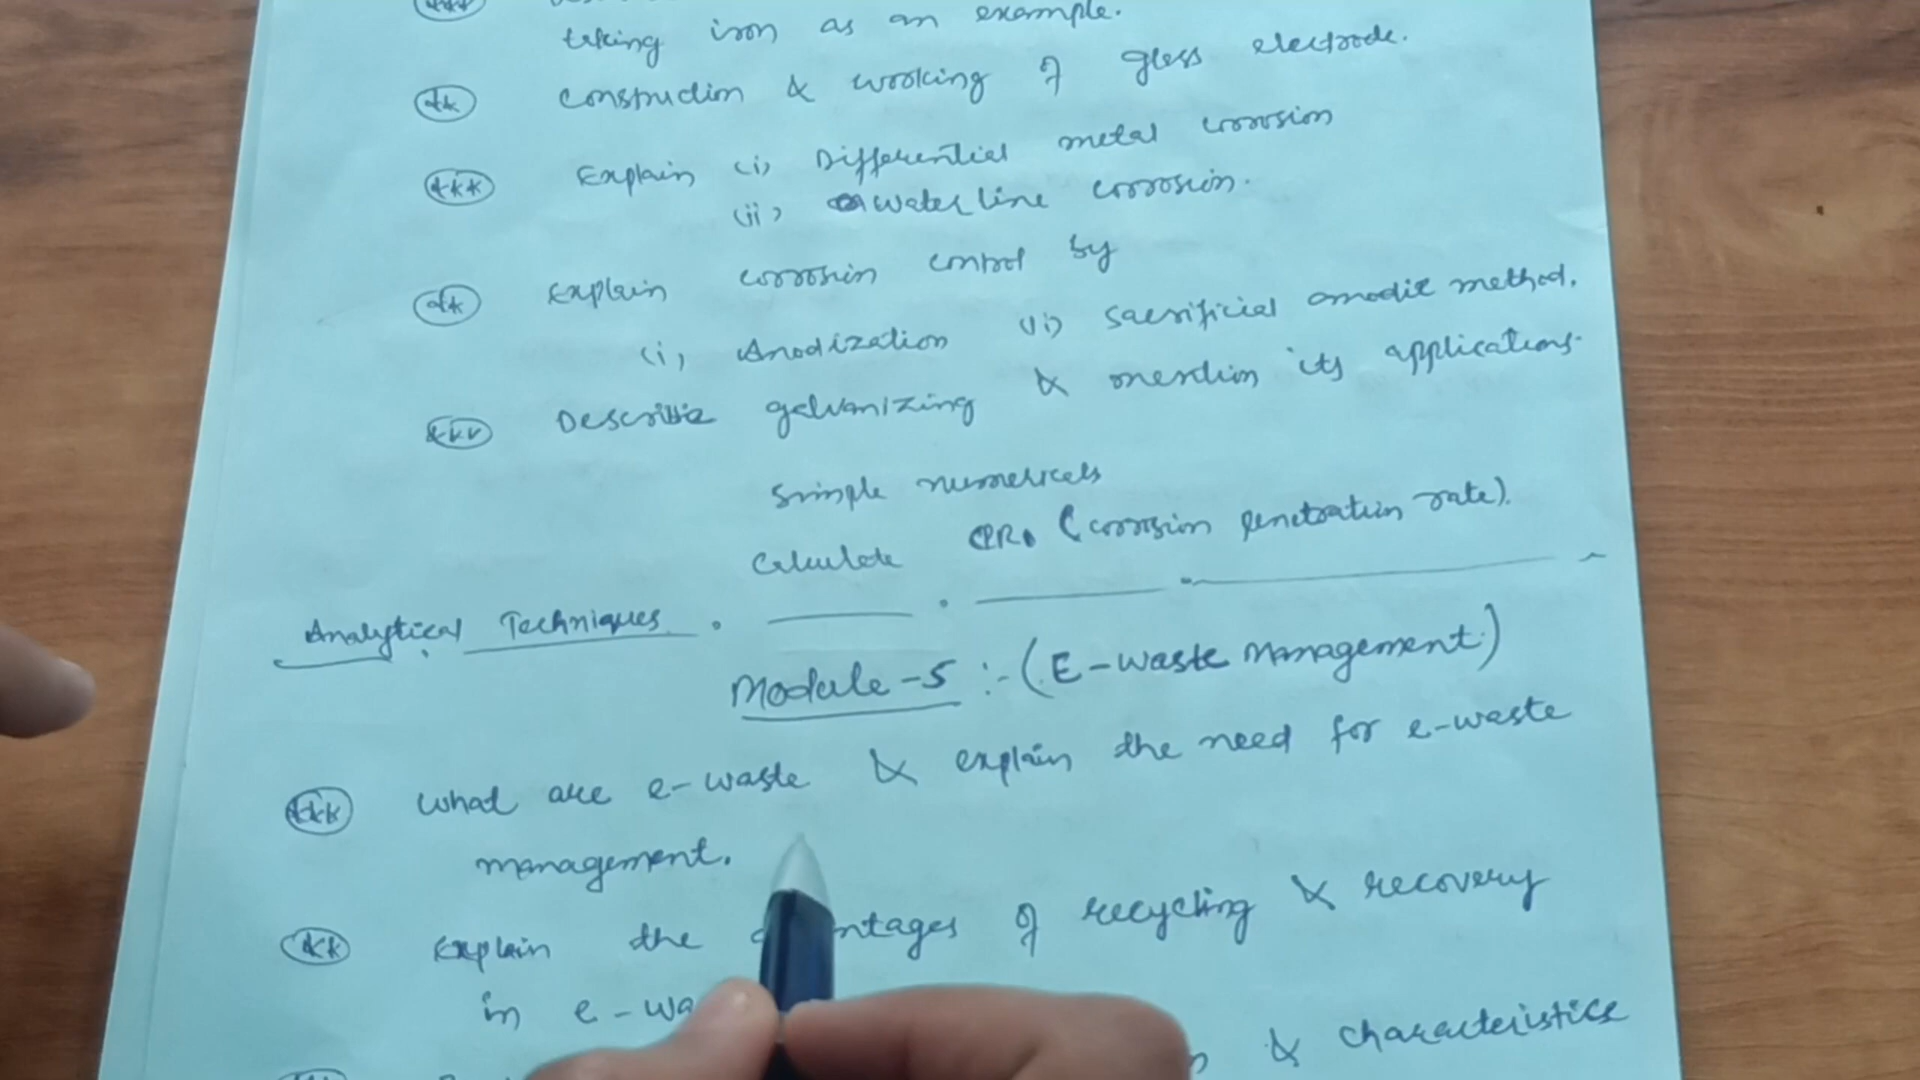 taking iron as an example.
Construction & working of glass electrode.
Explain (i) Differential metal corrosion
(ii) water line corrosion.
Explain corrosion control by
(i) Anodization (ii) Sacrificial anodic method.
Describe galvanizing & mention its applications.
Simple numericals
Calculate CPR (corrosion penetration rate).
Analytical Techniques
Module-5 :- (E-waste Management)
What are e-waste & explain the need for e-waste
management.
Explain the of recycling & recovery
in e-
& characteristics